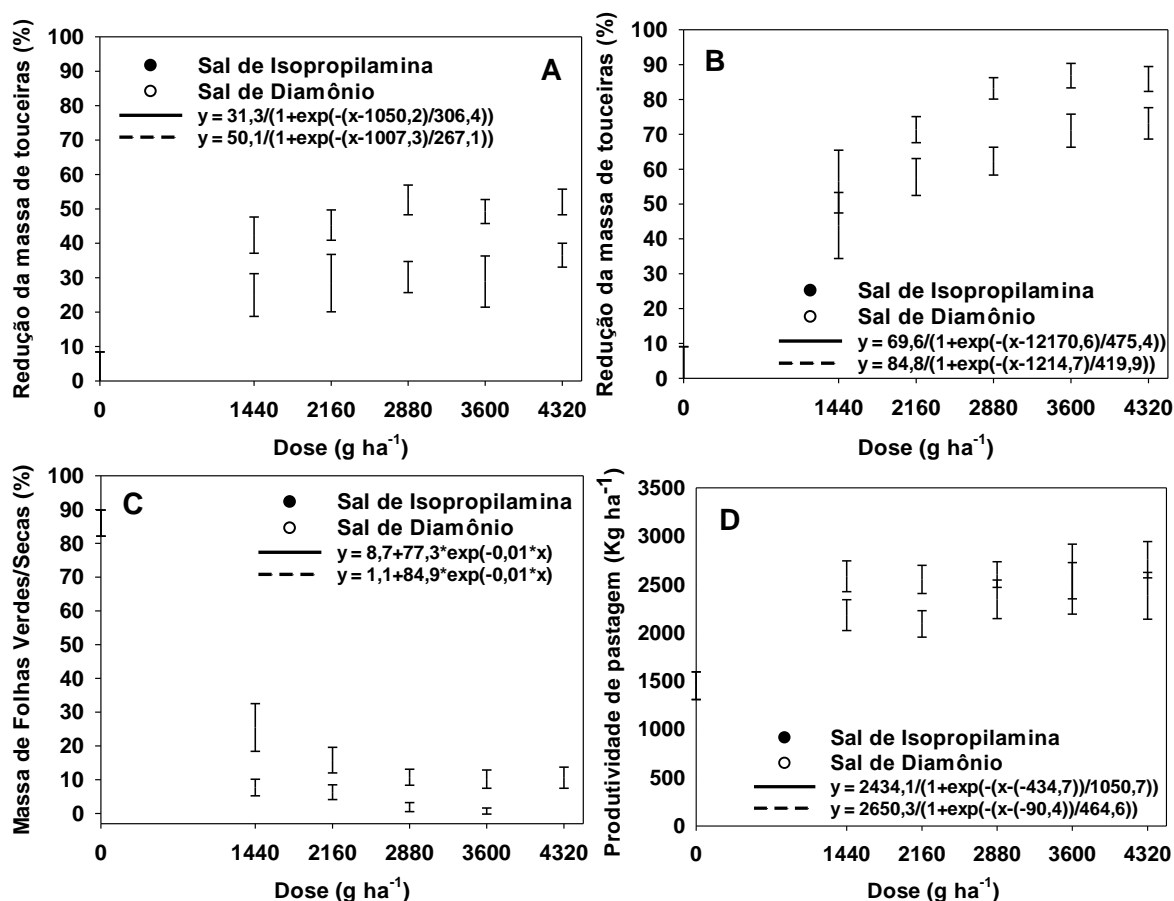 Redução da massa de touceiras (%)
100
90
80
70
60
50
40
30
20
10
0
A
Sal de Isopropilamina
Sal de Diamônio
y = 31,3/(1+exp(-(x-1050,2)/306,4))
y = 50,1/(1+exp(-(x-1007,3)/267,1))
0 1440 2160 2880 3600 4320
Dose (g ha-1)
Redução da massa de touceiras (%)
100
90
80
70
60
50
40
30
20
10
0
B
Sal de Isopropilamina
Sal de Diamônio
y = 69,6/(1+exp(-(x-12170,6)/475,4))
y = 84,8/(1+exp(-(x-1214,7)/419,9))
0 1440 2160 2880 3600 4320
Dose (g ha-1)
Massa de Folhas Verdes/Secas (%)
100
90
80
70
60
50
40
30
20
10
0
C
Sal de Isopropilamina
Sal de Diamônio
y = 8,7+77,3*exp(-0,01*x)
y = 1,1+84,9*exp(-0,01*x)
0 1440 2160 2880 3600 4320
Dose (g ha-1)
Produtividade de pastagem (Kg ha-1)
3500
3000
2500
2000
1500
1000
500
0
D
Sal de Isopropilamina
Sal de Diamônio
y = 2434,1/(1+exp(-(x-(-434,7))/1050,7))
y = 2650,3/(1+exp(-(x-(-90,4))/464,6))
0 1440 2160 2880 3600 4320
Dose (g ha-1)